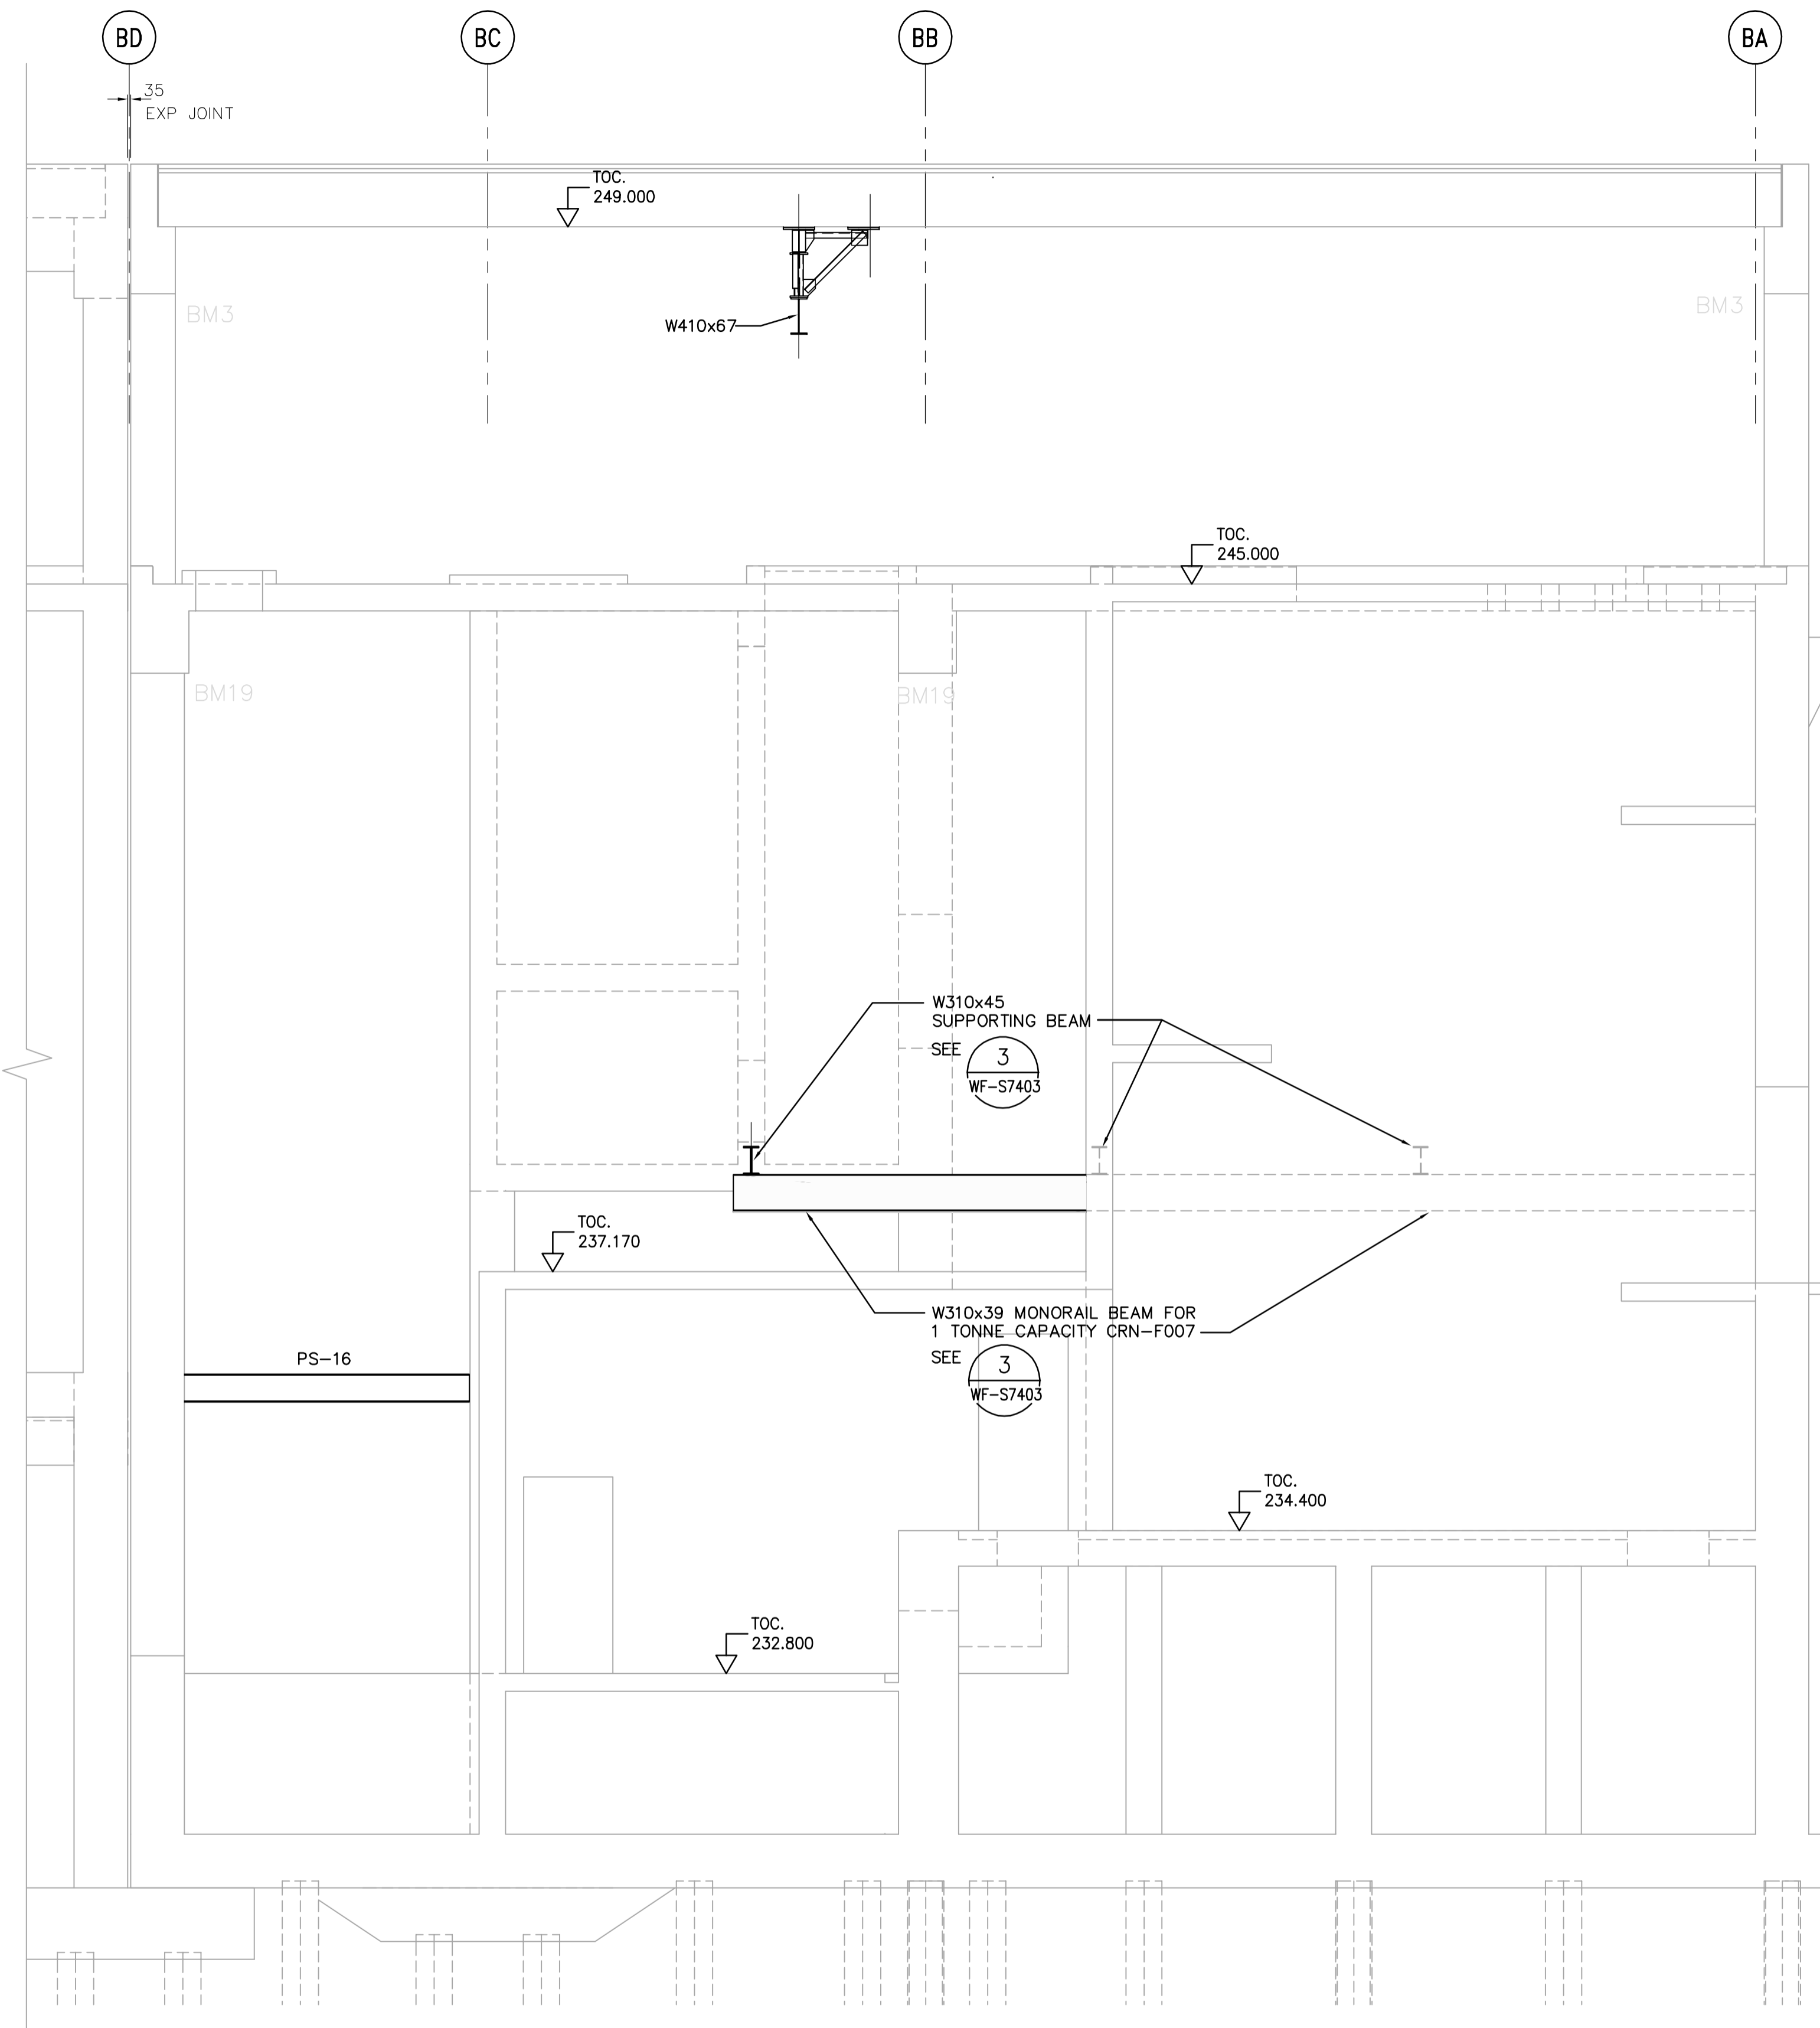 BD
BC
BB
BA
35
EXP JOINT
TOC.
249.000
BM3
BM3
W410x67
TOC.
245.000
BM19
BM19
W310x45
SUPPORTING BEAM
SEE
3
WF-S7403
TOC.
237.170
W310x39 MONORAIL BEAM FOR
1 TONNE CAPACITY CRN-F007
SEE
3
WF-S7403
PS-16
TOC.
234.400
TOC.
232.800